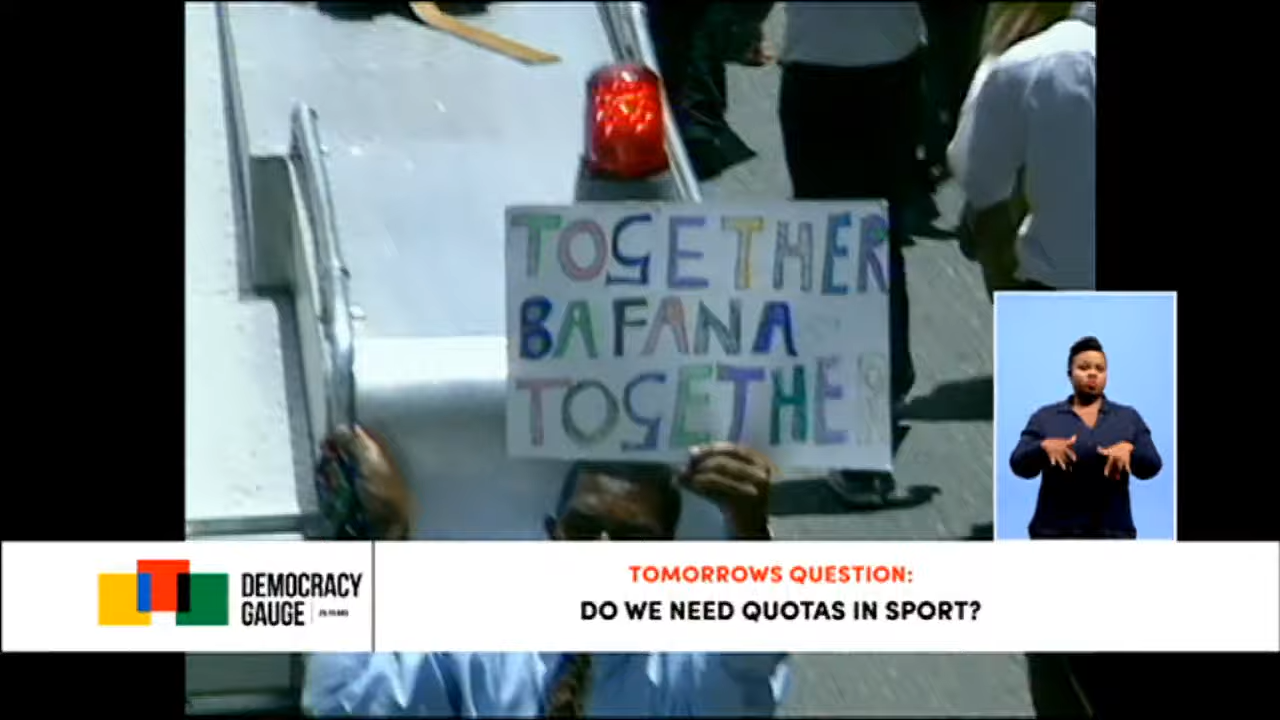 TOGETHER
BAFANA
TOGETHER
DEMOCRACY
GAUGE
TOMORROWS QUESTION:
DO WE NEED QUOTAS IN SPORT?